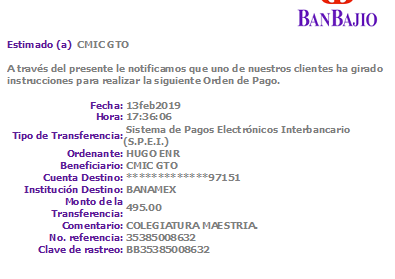 BANBAJIO
Estimado (a) CMIC GTO
A través del presente le notificamos que uno de nuestros clientes ha girado
instrucciones para realizar la siguiente Orden de Pago.
Fecha: 13feb2019
Hora: 17:36:06
Tipo de Transferencia: Sistema de Pagos Electrónicos Interbancario
(S.P.E.I.)
Ordenante: HUGO ENR
Beneficiario: CMIC GTO
Cuenta Destino: *************97151
Institución Destino: BANAMEX
Monto de la
Transferencia: 495.00
Comentario: COLEGIATURA MAESTRIA.
No. referencia: 35385008632
Clave de rastreo: BB35385008632